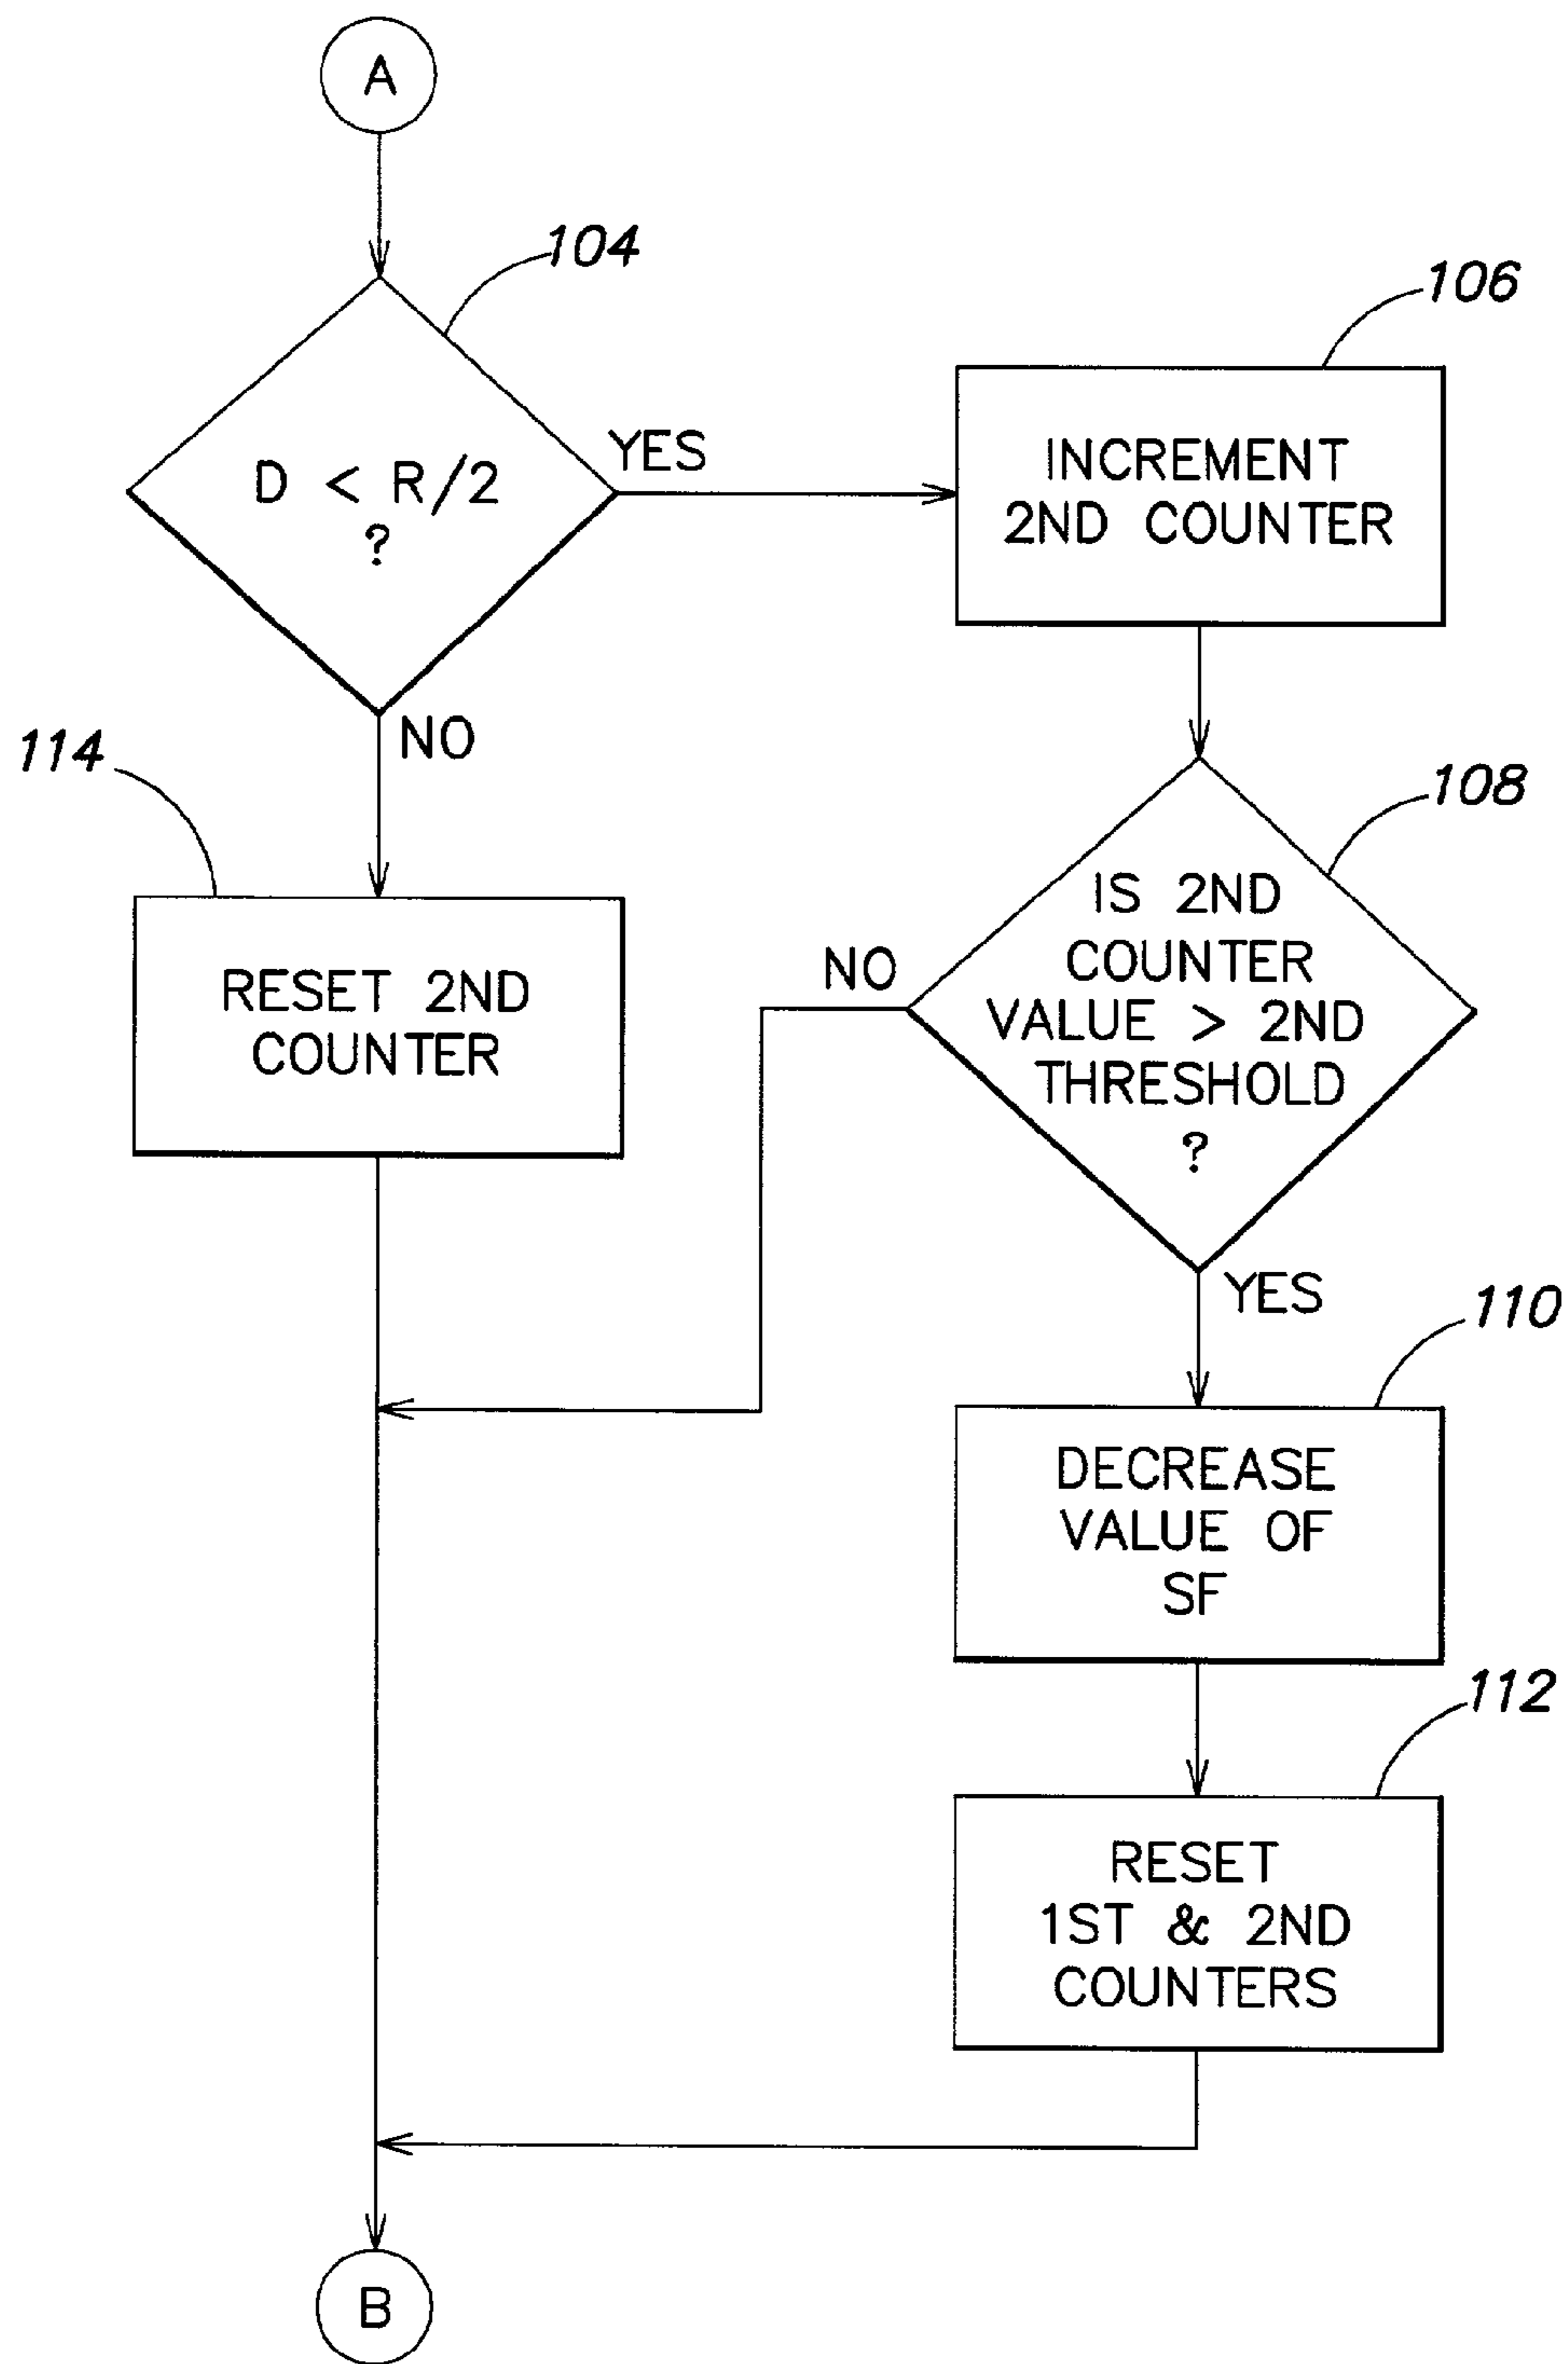 A
104
106
D < R/2
?
YES
INCREMENT
2ND COUNTER
NO
114
108
IS 2ND
COUNTER
VALUE > 2ND
THRESHOLD
?
NO
RESET 2ND
COUNTER
YES
110
DECREASE
VALUE OF
SF
112
RESET
1ST & 2ND
COUNTERS
B